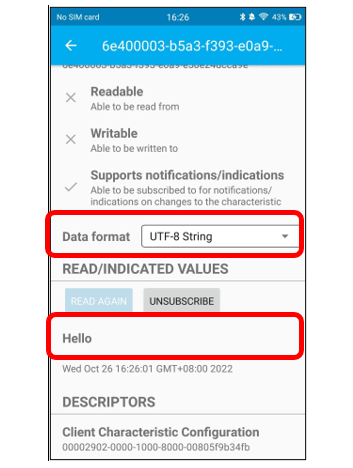 No SIM card 16:26 43%
6e400003-b5a3-f393-e0a9-...
Readable
Able to be read from
Writable
Able to be written to
Supports notifications/indications
Able to be subscribed to for notifications/
indications on changes to the characteristic
Data format UTF-8 String
READ/INDICATED VALUES
READ AGAIN UNSUBSCRIBE
Hello
Wed Oct 26 16:26:01 GMT+08:00 2022
DESCRIPTORS
Client Characteristic Configuration
00002902-0000-1000-8000-00805f9b34fb